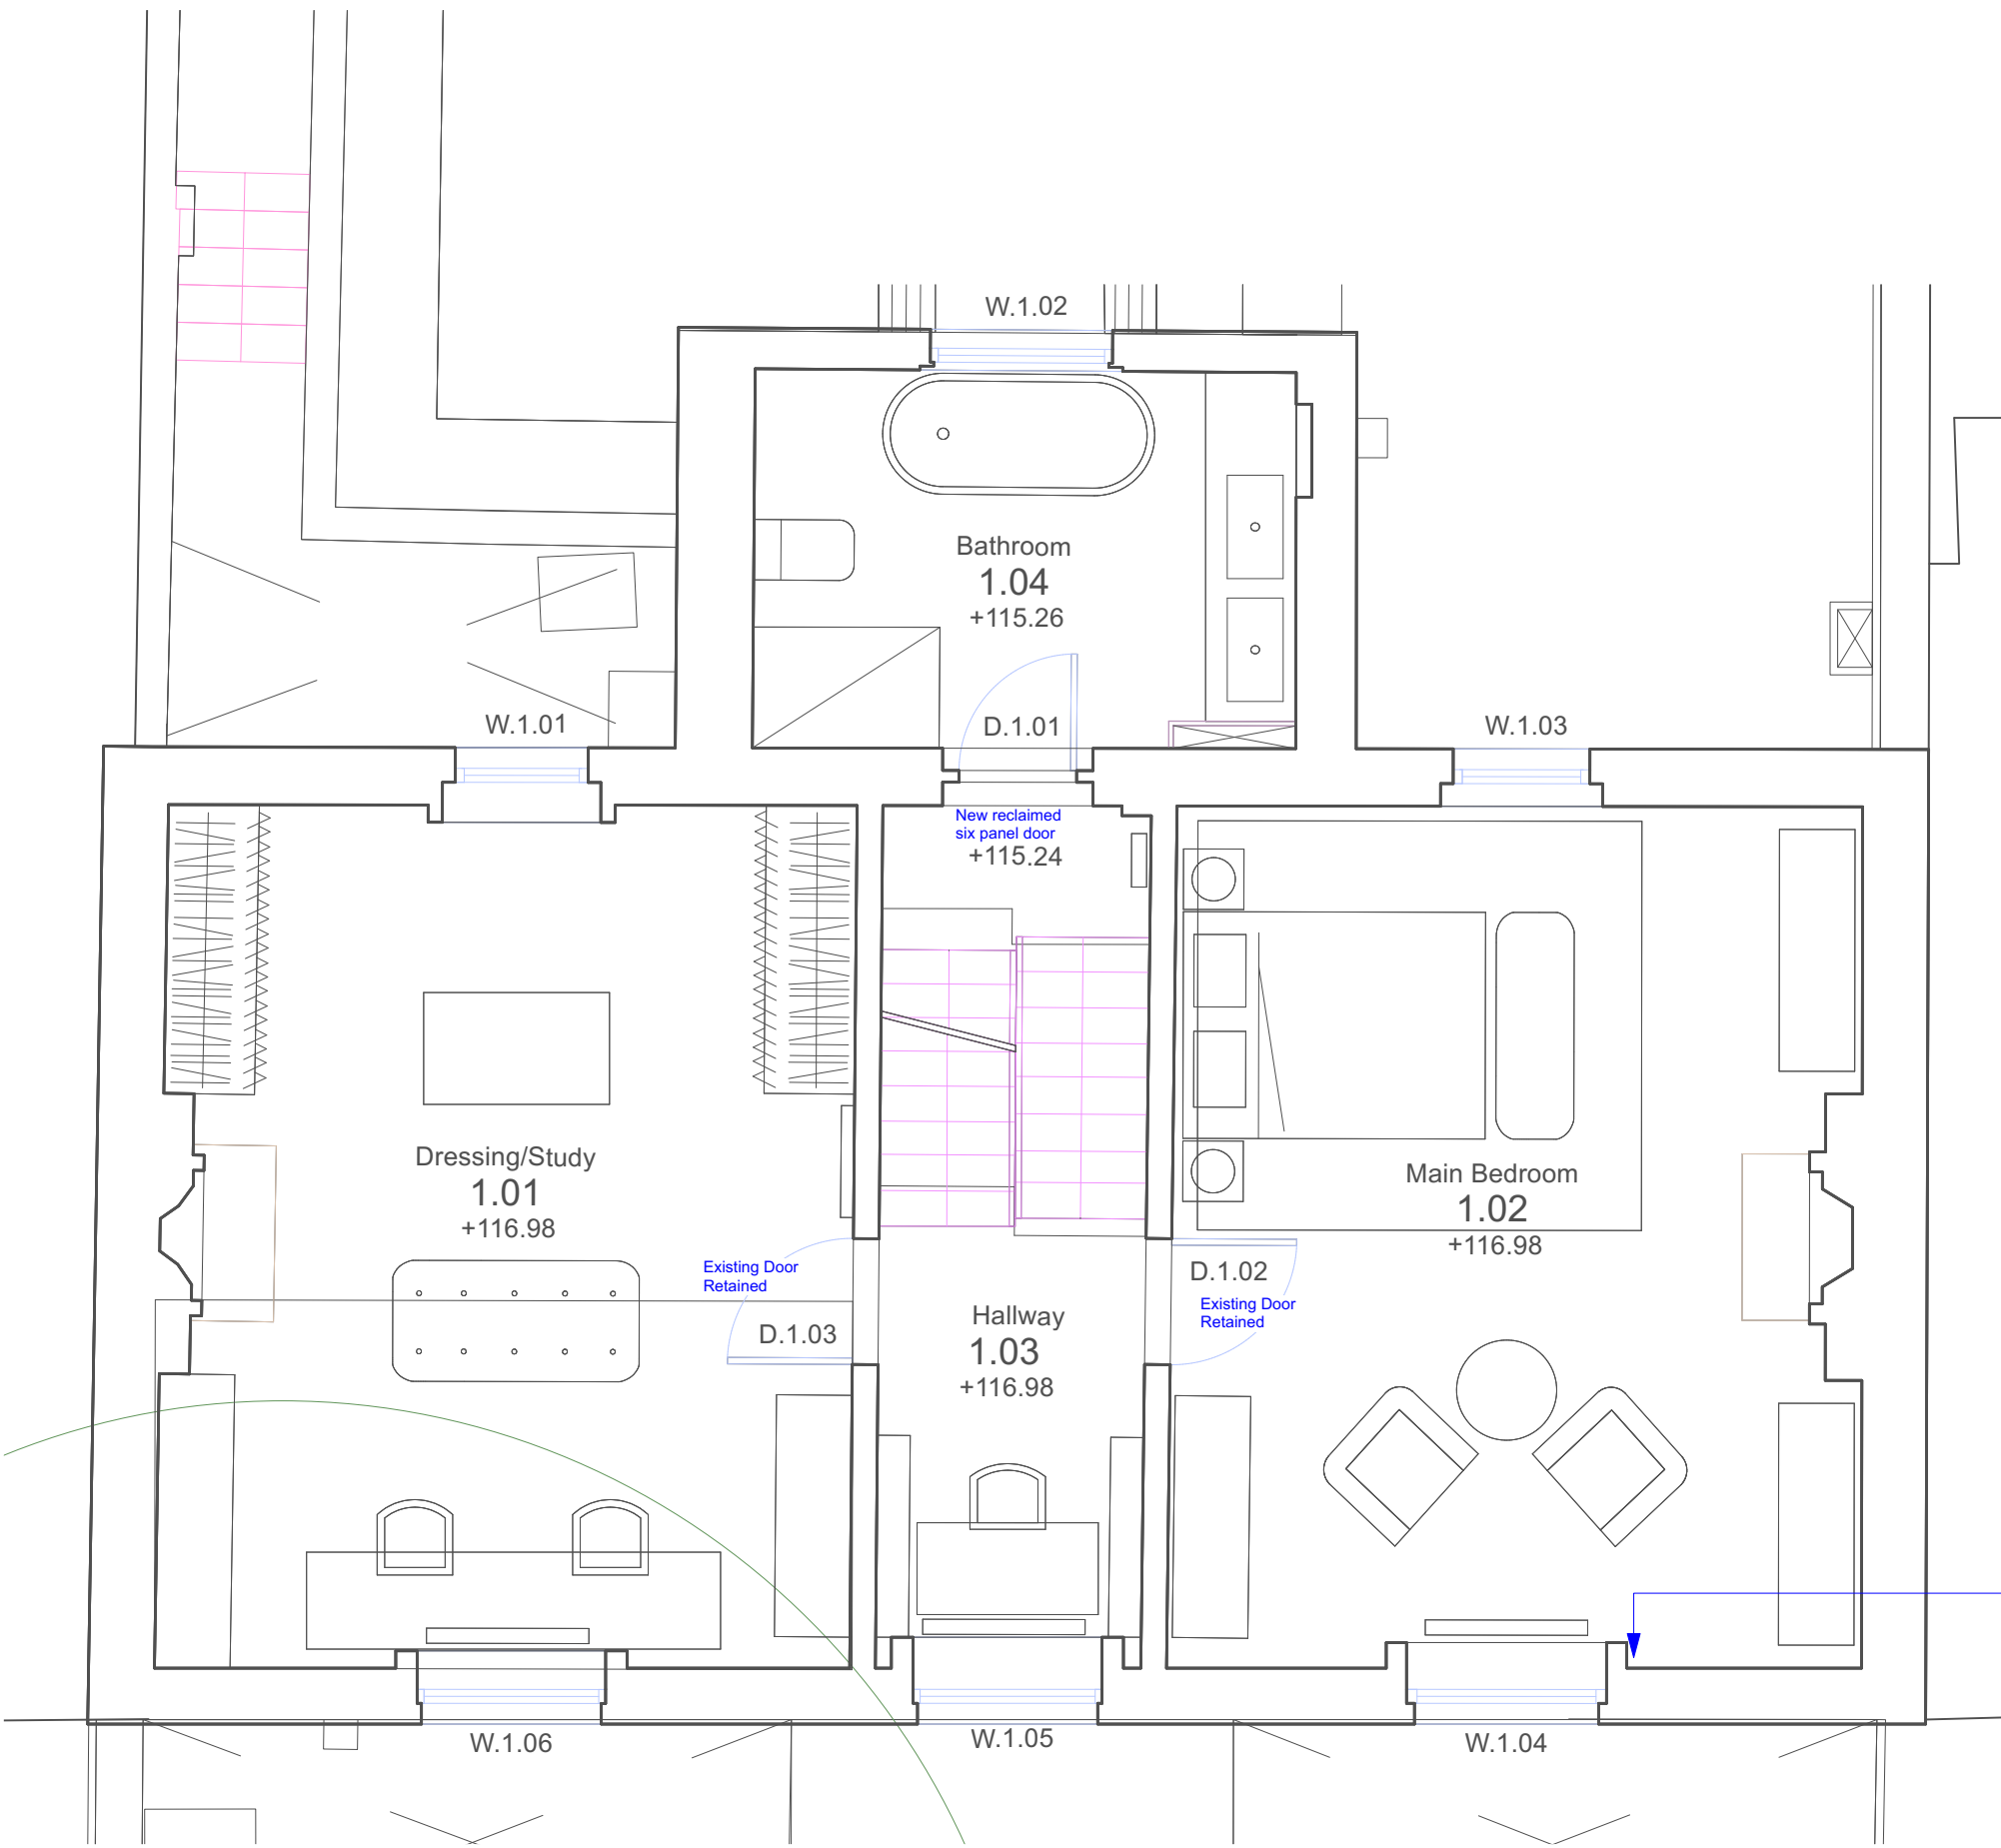 W.1.02
Bathroom
1.04
+115.26
W.1.01
D.1.01
W.1.03
New reclaimed
six panel door
+115.24
Dressing/Study
1.01
+116.98
Main Bedroom
1.02
+116.98
Existing Door
Retained
D.1.03
D.1.02
Existing Door
Retained
Hallway
1.03
+116.98
W.1.06
W.1.05
W.1.04